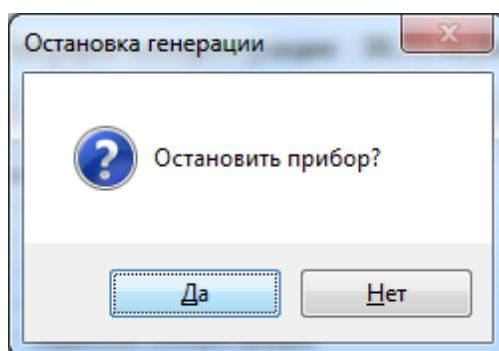 Остановка генерации
Остановить прибор?
Да
Нет